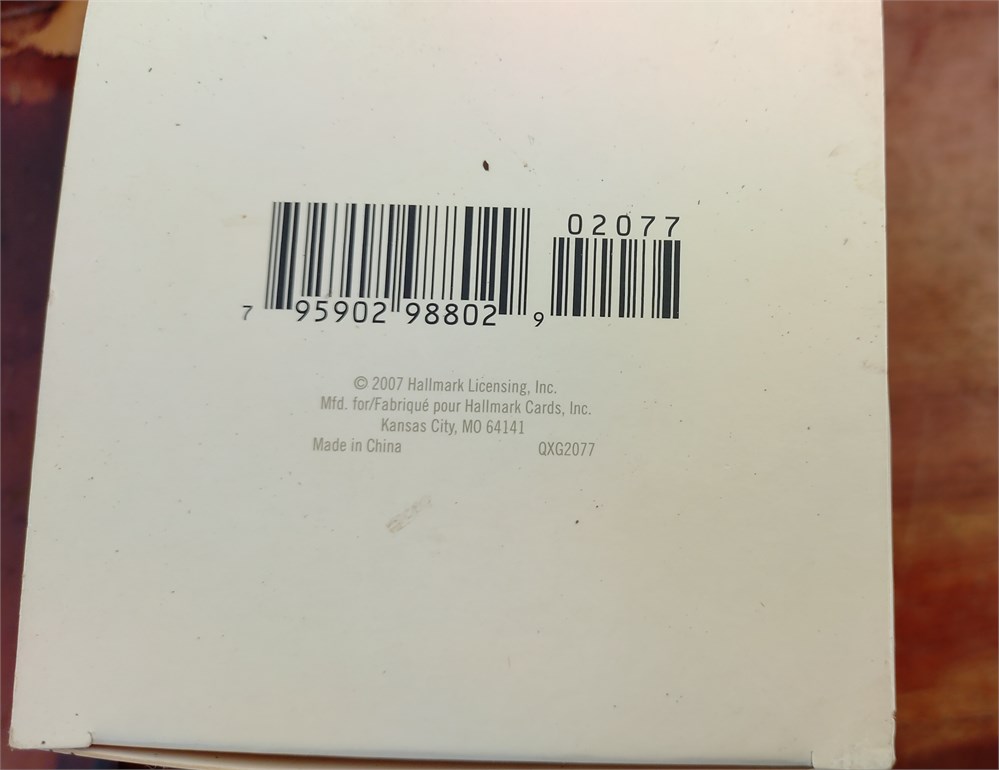 02077
7 95902 98802 9
© 2007 Hallmark Licensing, Inc.
Mfd. for/Fabriqué pour Hallmark Cards, Inc.
Kansas City, MO 64141
Made in China QXG2077